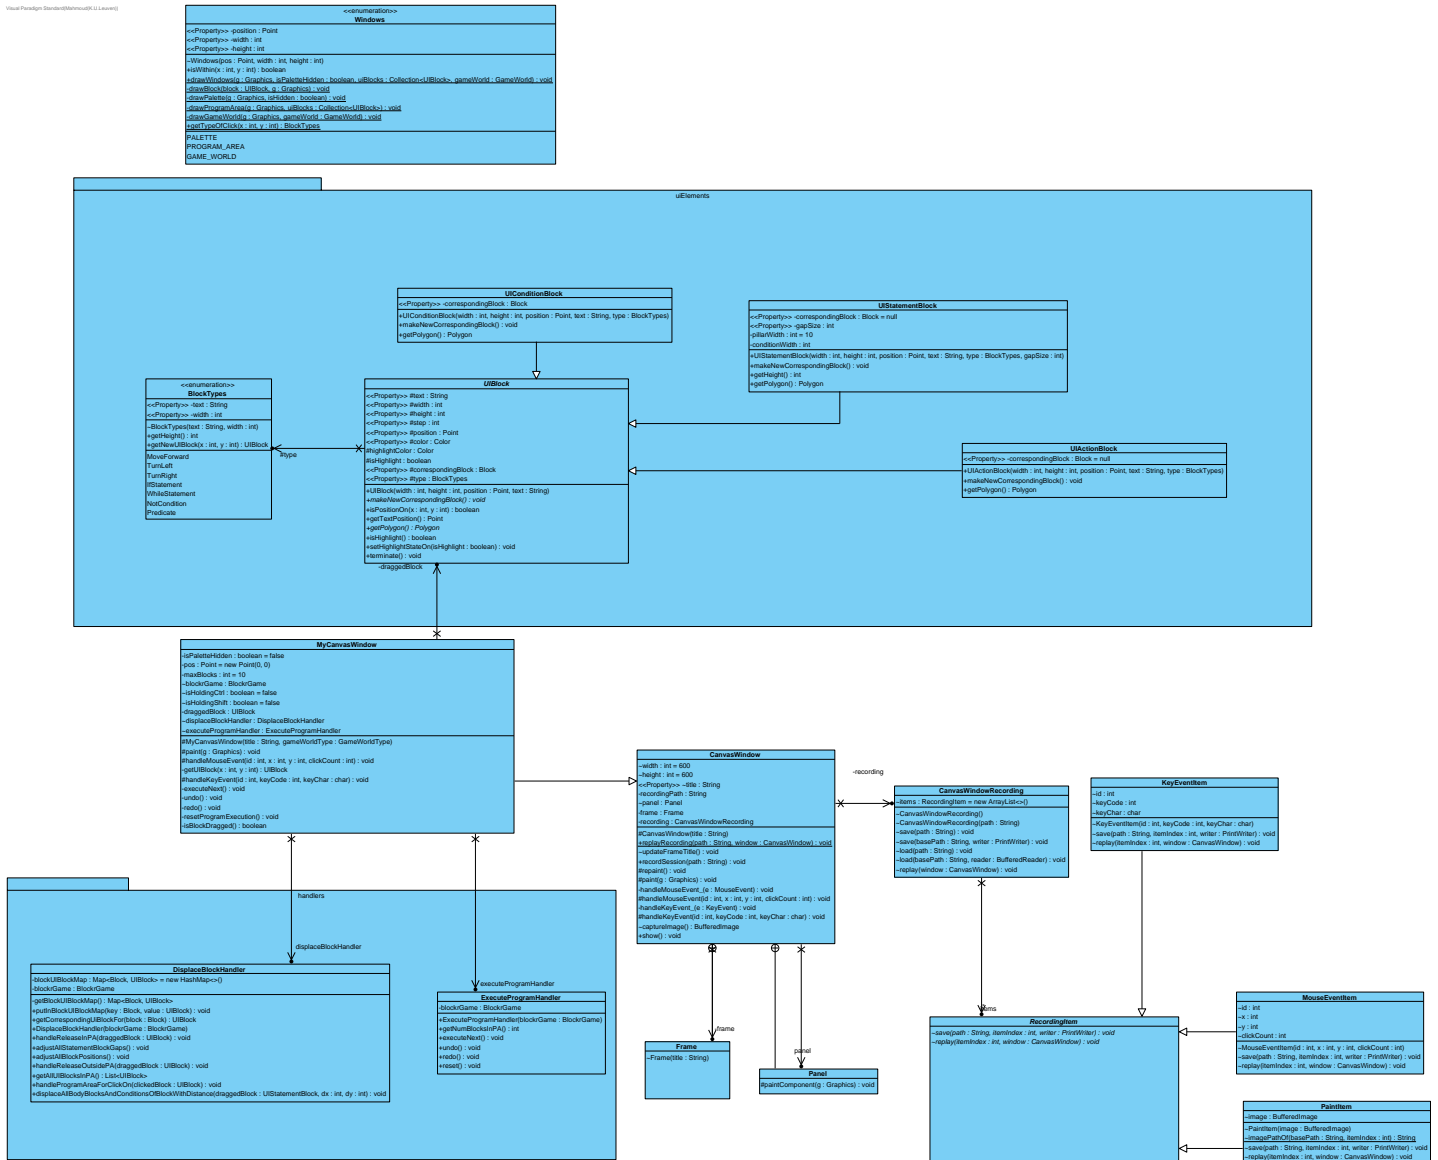 Visual Paradigm Standard(Mahmoud(K.U.Leuven))
<<enumeration>>
Windows
<<Property>> -position : Point
<<Property>> -width : int
<<Property>> -height : int
~Windows(pos : Point, width : int, height : int)
+isWithin(x : int, y : int) : boolean
+drawWindows(g : Graphics, isPaletteHidden : boolean, uiBlocks : Collection<UIBlock>, gameWorld : GameWorld) : void
-drawBlock(block : UIBlock, g : Graphics) : void
-drawPalette(g : Graphics, isHidden : boolean) : void
-drawProgramArea(g : Graphics, uiBlocks : Collection<UIBlock>) : void
-drawGameWorld(g : Graphics, gameWorld : GameWorld) : void
+getTypeOfClick(x : int, y : int) : BlockTypes
PALETTE
PROGRAM_AREA
GAME_WORLD
uiElements
UIConditionBlock
<<Property>> -correspondingBlock : Block
+UIConditionBlock(width : int, height : int, position : Point, text : String, type : BlockTypes)
+makeNewCorrespondingBlock() : void
+getPolygon() : Polygon
UIStatementBlock
<<Property>> -correspondingBlock : Block = null
<<Property>> -gapSize : int
-pillarWidth : int = 10
-conditionWidth : int
+UIStatementBlock(width : int, height : int, position : Point, text : String, type : BlockTypes, gapSize : int)
+makeNewCorrespondingBlock() : void
+getHeight() : int
+getPolygon() : Polygon
<<enumeration>>
BlockTypes
<<Property>> -text : String
<<Property>> -width : int
~BlockTypes(text : String, width : int)
+getHeight() : int
+getNewUIBlock(x : int, y : int) : UIBlock
MoveForward
TurnLeft
TurnRight
IfStatement
WhileStatement
NotCondition
Predicate
#type
UIBlock
<<Property>> #text : String
<<Property>> #width : int
<<Property>> #height : int
<<Property>> #step : int
<<Property>> #position : Point
<<Property>> #color : Color
#highlightColor : Color
#isHighlight : boolean
<<Property>> #correspondingBlock : Block
<<Property>> #type : BlockTypes
+UIBlock(width : int, height : int, position : Point, text : String)
+makeNewCorrespondingBlock() : void
+isPositionOn(x : int, y : int) : boolean
+getTextPosition() : Point
+getPolygon() : Polygon
+isHighlight() : boolean
+setHighlightStateOn(isHighlight : boolean) : void
+terminate() : void
-draggedBlock
UIActionBlock
<<Property>> -correspondingBlock : Block = null
+UIActionBlock(width : int, height : int, position : Point, text : String, type : BlockTypes)
+makeNewCorrespondingBlock() : void
+getPolygon() : Polygon
MyCanvasWindow
-isPaletteHidden : boolean = false
-pos : Point = new Point(0, 0)
-maxBlocks : int = 10
~blockrGame : BlockrGame
~isHoldingCtrl : boolean = false
~isHoldingShift : boolean = false
-draggedBlock : UIBlock
~displaceBlockHandler : DisplaceBlockHandler
~executeProgramHandler : ExecuteProgramHandler
#MyCanvasWindow(title : String, gameWorldType : GameWorldType)
#paint(g : Graphics) : void
#handleMouseEvent(id : int, x : int, y : int, clickCount : int) : void
-getUIBlock(x : int, y : int) : UIBlock
#handleKeyEvent(id : int, keyCode : int, keyChar : char) : void
-executeNext() : void
-undo() : void
-redo() : void
-resetProgramExecution() : void
-isBlockDragged() : boolean
CanvasWindow
~width : int = 600
~height : int = 600
<<Property>> ~title : String
-recordingPath : String
~panel : Panel
-frame : Frame
-recording : CanvasWindowRecording
#CanvasWindow(title : String)
+replayRecording(path : String, window : CanvasWindow) : void
~updateFrameTitle() : void
+recordSession(path : String) : void
#repaint() : void
#paint(g : Graphics) : void
-handleMouseEvent_(e : MouseEvent) : void
#handleMouseEvent(id : int, x : int, y : int, clickCount : int) : void
-handleKeyEvent_(e : KeyEvent) : void
#handleKeyEvent(id : int, keyCode : int, keyChar : char) : void
~captureImage() : BufferedImage
+show() : void
-recording
CanvasWindowRecording
~items : RecordingItem = new ArrayList<>()
~CanvasWindowRecording()
~CanvasWindowRecording(path : String)
~save(path : String) : void
~save(basePath : String, writer : PrintWriter) : void
~load(path : String) : void
~load(basePath : String, reader : BufferedReader) : void
~replay(window : CanvasWindow) : void
KeyEventItem
~id : int
~keyCode : int
~keyChar : char
~KeyEventItem(id : int, keyCode : int, keyChar : char)
~save(path : String, itemIndex : int, writer : PrintWriter) : void
~replay(itemIndex : int, window : CanvasWindow) : void
handlers
displaceBlockHandler
DisplaceBlockHandler
-blockUIBlockMap : Map<Block, UIBlock> = new HashMap<>()
-blockrGame : BlockrGame
-getBlockUIBlockMap() : Map<Block, UIBlock>
+putInBlockUIBlockMap(key : Block, value : UIBlock) : void
+getCorrespondingUiBlockFor(block : Block) : UIBlock
+DisplaceBlockHandler(blockrGame : BlockrGame)
+handleReleaseInPA(draggedBlock : UIBlock) : void
+adjustAllStatementBlockGaps() : void
+adjustAllBlockPositions() : void
+handleReleaseOutsidePA(draggedBlock : UIBlock) : void
+getAllUIBlocksInPA() : List<UIBlock>
+handleProgramAreaForClickOn(clickedBlock : UIBlock) : void
+displaceAllBodyBlocksAndConditionsOfBlockWithDistance(draggedBlock : UIStatementBlock, dx : int, dy : int) : void
executeProgramHandler
ExecuteProgramHandler
-blockrGame : BlockrGame
+ExecuteProgramHandler(blockrGame : BlockrGame)
+getNumBlocksInPA() : int
+executeNext() : void
+undo() : void
+redo() : void
+reset() : void
-frame
Frame
~Frame(title : String)
panel
Panel
#paintComponent(g : Graphics) : void
RecordingItem
~save(path : String, itemIndex : int, writer : PrintWriter) : void
~replay(itemIndex : int, window : CanvasWindow) : void
MouseEventItem
~id : int
~x : int
~y : int
~clickCount : int
~MouseEventItem(id : int, x : int, y : int, clickCount : int)
~save(path : String, itemIndex : int, writer : PrintWriter) : void
~replay(itemIndex : int, window : CanvasWindow) : void
PaintItem
~image : BufferedImage
~PaintItem(image : BufferedImage)
~imagePathOf(basePath : String, itemIndex : int) : String
~save(path : String, itemIndex : int, writer : PrintWriter) : void
~replay(itemIndex : int, window : CanvasWindow) : void